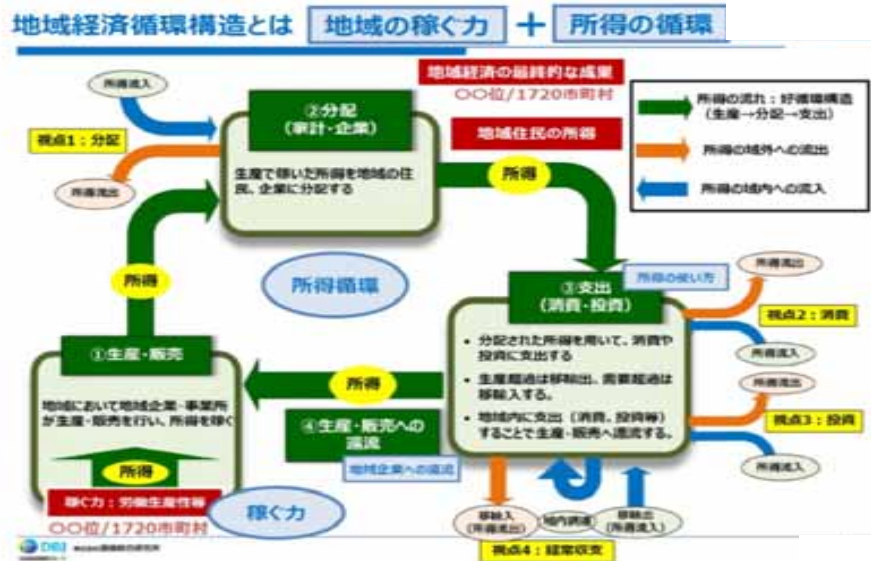 地域経済循環構造とは 地域の稼ぐ力 ＋ 所得の循環
地域経済の最終的な成果
〇〇位/1720市町村
地域住民の所得
所得の流れ：好循環構造
（生産→分配→支出）
所得の域外への流出
所得の域内への流入
所得流入
視点1：分配
所得流出
②分配
（家計・企業）
生産で稼いだ所得を地域の住
民、企業に分配する
所得
所得
所得循環
③支出
（消費・投資）
所得の使い方
• 分配された所得を用いて、消費や
投資に支出する
• 生産超過は移輸出、需要超過は
移輸入する。
• 地域内に支出（消費、投資等）
することで生産・販売へ還流する。
所得流出
視点2：消費
所得流入
所得流出
視点3：投資
所得流入
①生産・販売
地域において地域企業・事業所
が生産・販売を行い、所得を稼ぐ
所得
稼ぐ力：労働生産性等
〇〇位/1720市町村
所得
④生産・販売への
還流
地域企業への還流
稼ぐ力
移輸入
（所得流出）
域内調達
移輸出
（所得流入）
視点4：経常収支
DBJ